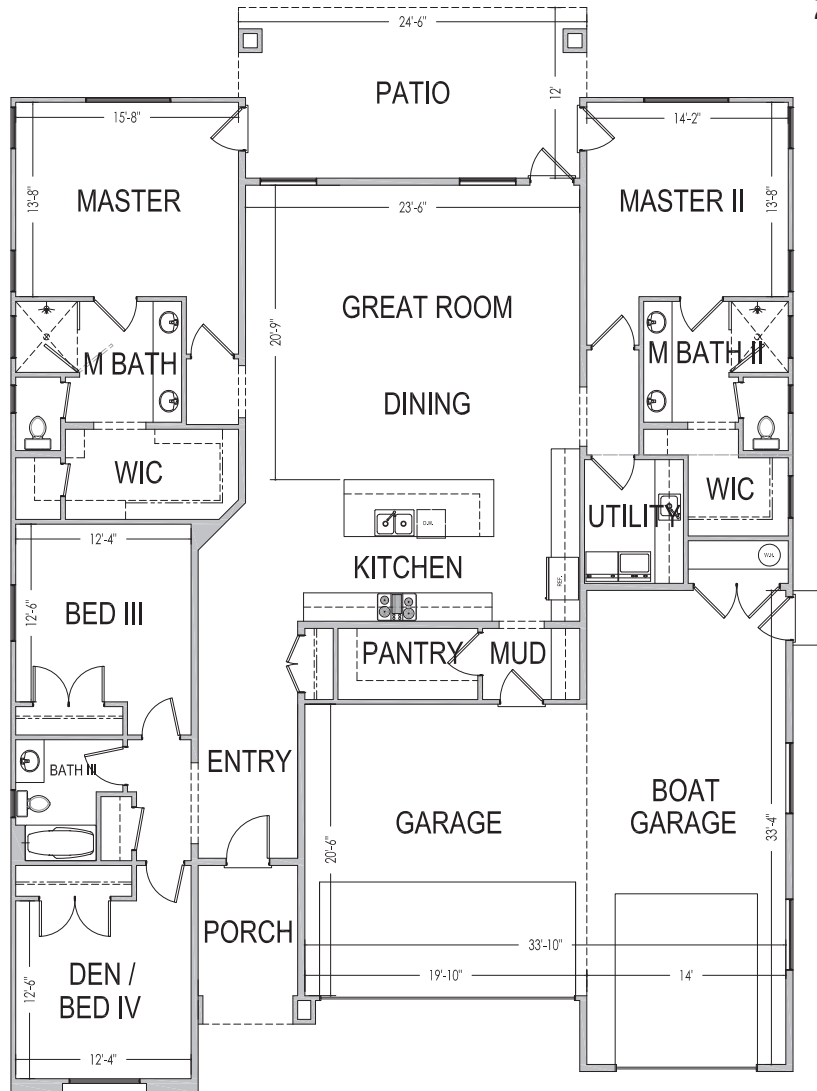 24'-6"
PATIO
12'
15'-8"
14'-2"
MASTER
13'-8"
23'-6"
MASTER II
13'-8"
GREAT ROOM
20'-9"
M BATH
M BATH II
DINING
WIC
UTILITY
WIC
12'-4"
D.W.
KITCHEN
REF.
W.H.
BED III
12'-6"
PANTRY
MUD
BATH III
ENTRY
GARAGE
20'-6"
BOAT
GARAGE
33'-4"
PORCH
33'-10"
19'-10"
14'
DEN /
BED IV
12'-6"
12'-4"